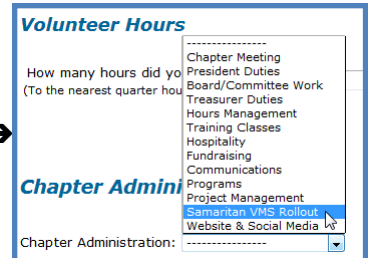 Volunteer Hours
How many hours did yo
(To the nearest quarter hou
----------------
Chapter Meeting
President Duties
Board/Committee Work
Treasurer Duties
Hours Management
Training Classes
Hospitality
Fundraising
Communications
Programs
Project Management
Samaritan VMS Rollout
Website & Social Media
Chapter Admini
Chapter Administration: ----------------